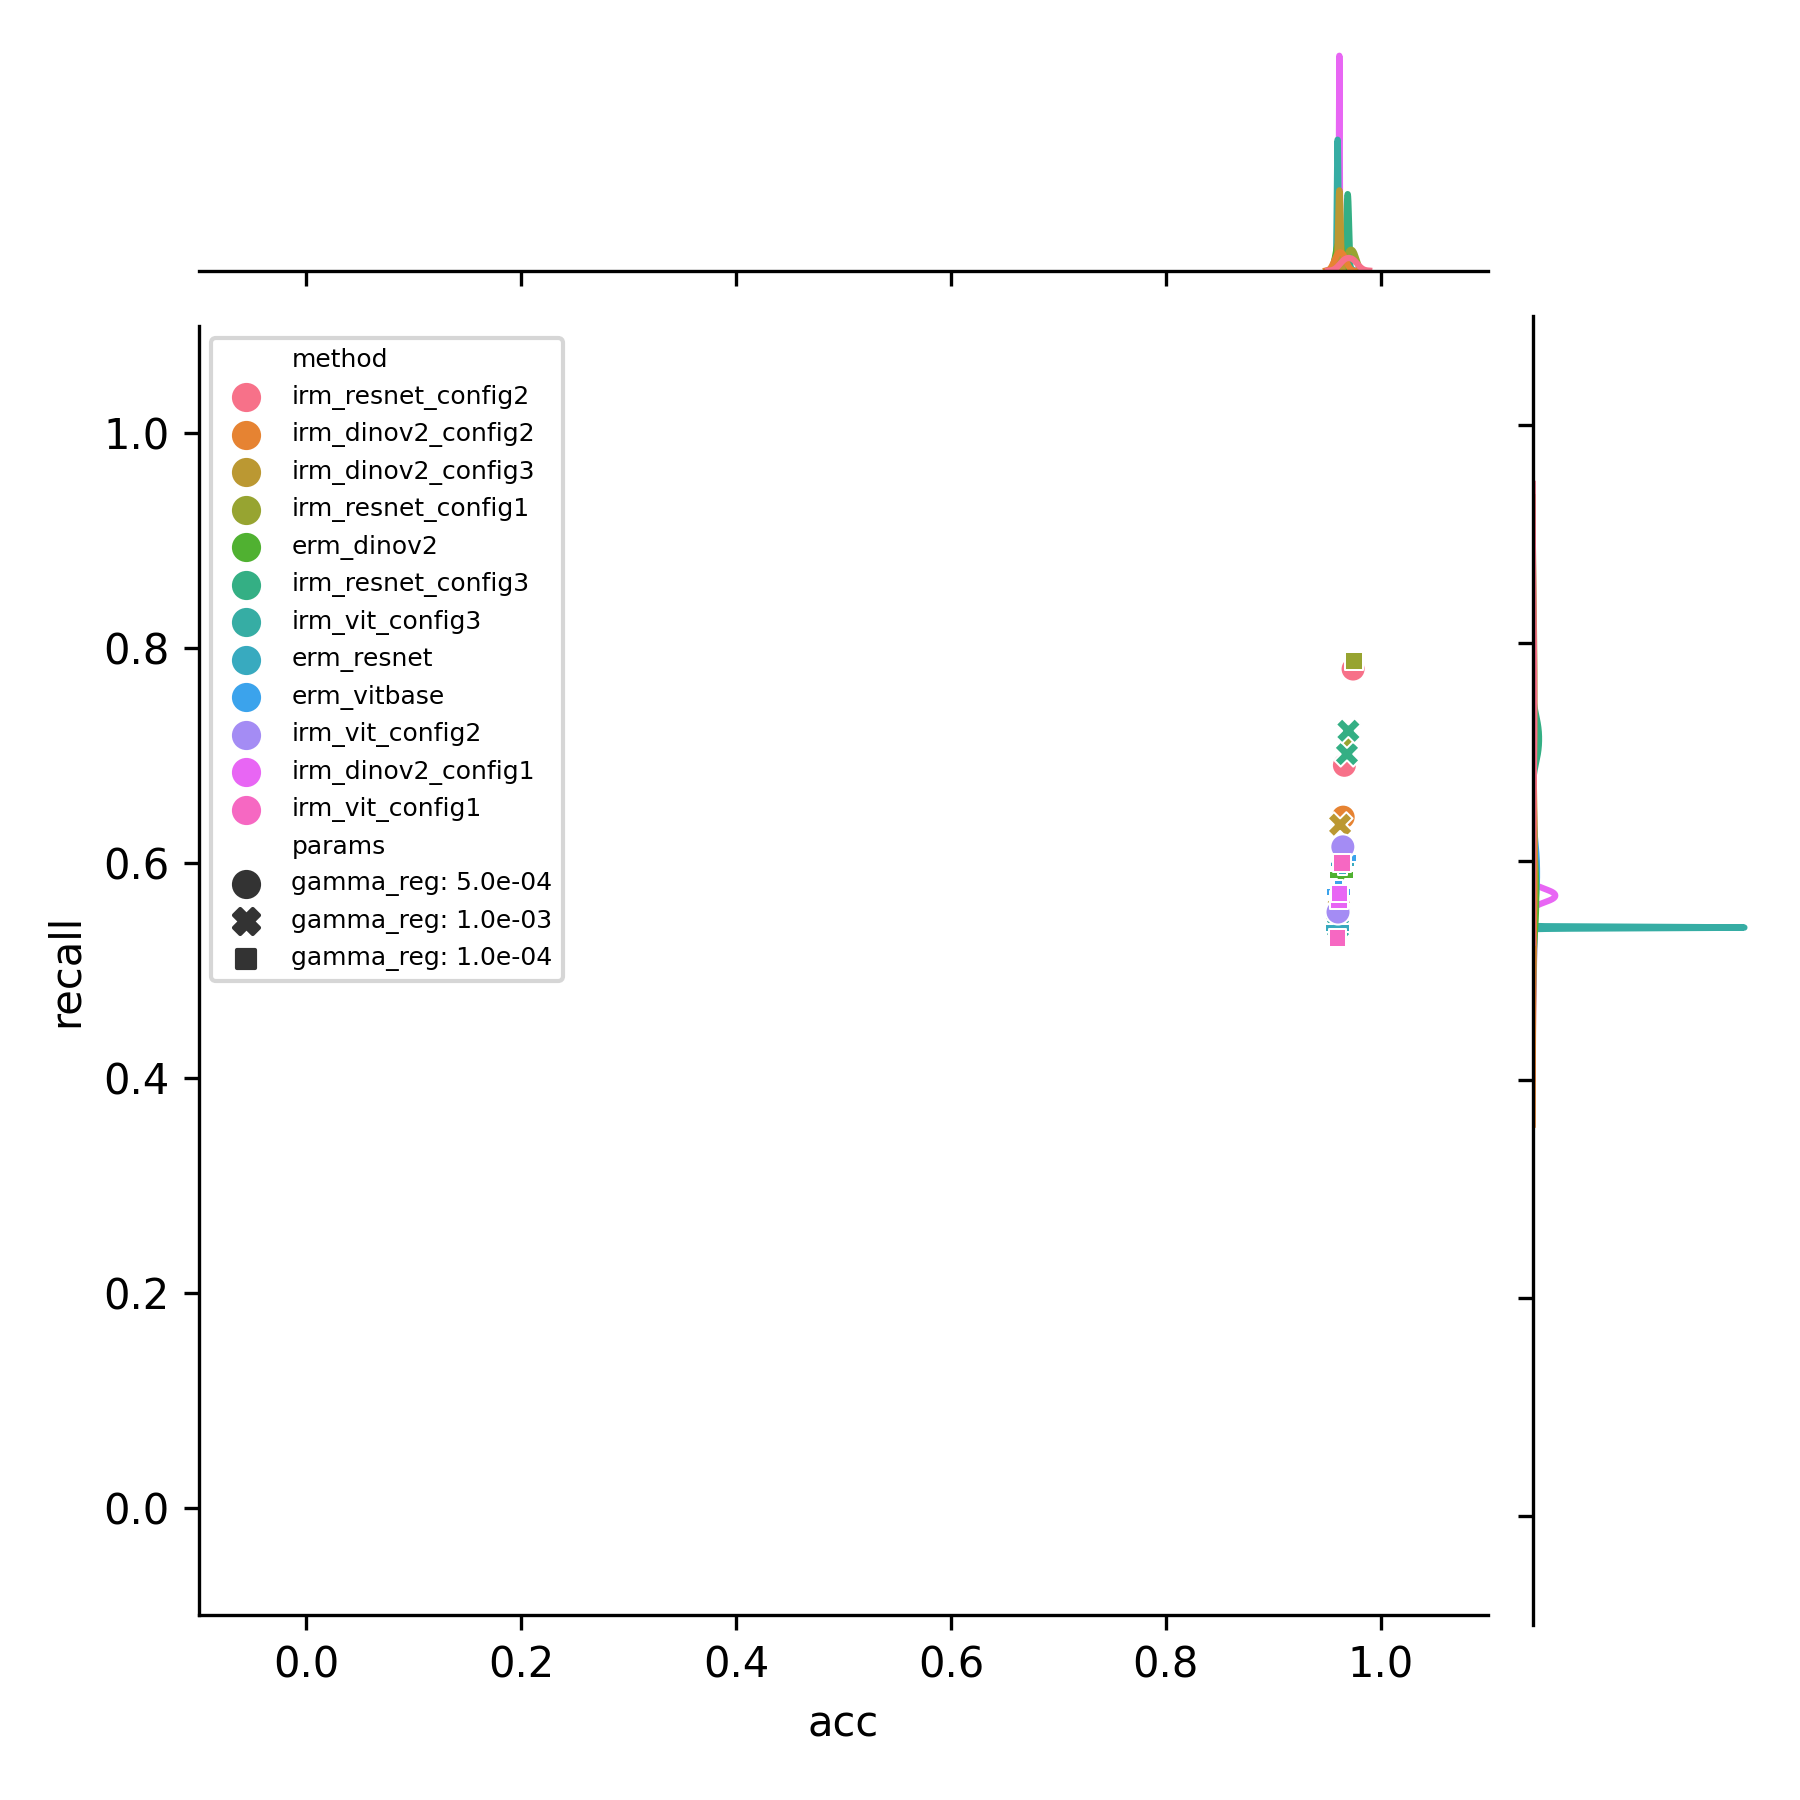 method
irm_resnet_config2
irm_dinov2_config2
irm_dinov2_config3
irm_resnet_config1
erm_dinov2
irm_resnet_config3
irm_vit_config3
erm_resnet
erm_vitbase
irm_vit_config2
irm_dinov2_config1
irm_vit_config1
params
gamma_reg: 5.0e-04
gamma_reg: 1.0e-03
gamma_reg: 1.0e-04
1.0
0.8
0.6
0.4
0.2
0.0
recall
0.0 0.2 0.4 0.6 0.8 1.0
acc